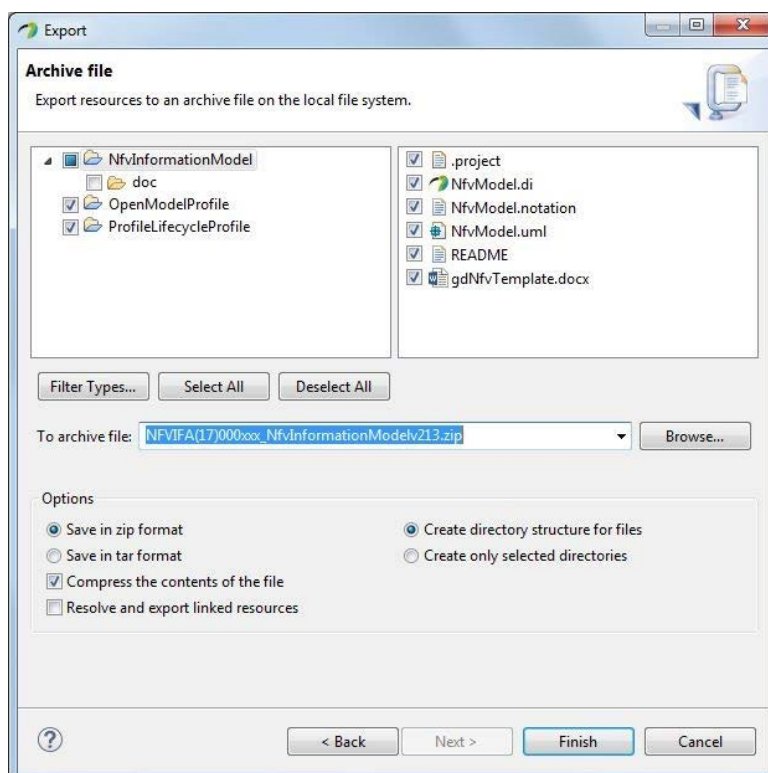 Export
Archive file
Export resources to an archive file on the local file system.
NfvInformationModel
doc
OpenModelProfile
ProfileLifecycleProfile
.project
NfvModel.di
NfvModel.notation
NfvModel.uml
README
gdNfvTemplate.docx
Filter Types... Select All Deselect All
To archive file: NFVIFA(17)000xxx_NfvInformationModelv213.zip Browse...
Options
Save in zip format Create directory structure for files
Save in tar format Create only selected directories
Compress the contents of the file
Resolve and export linked resources
< Back Next > Finish Cancel